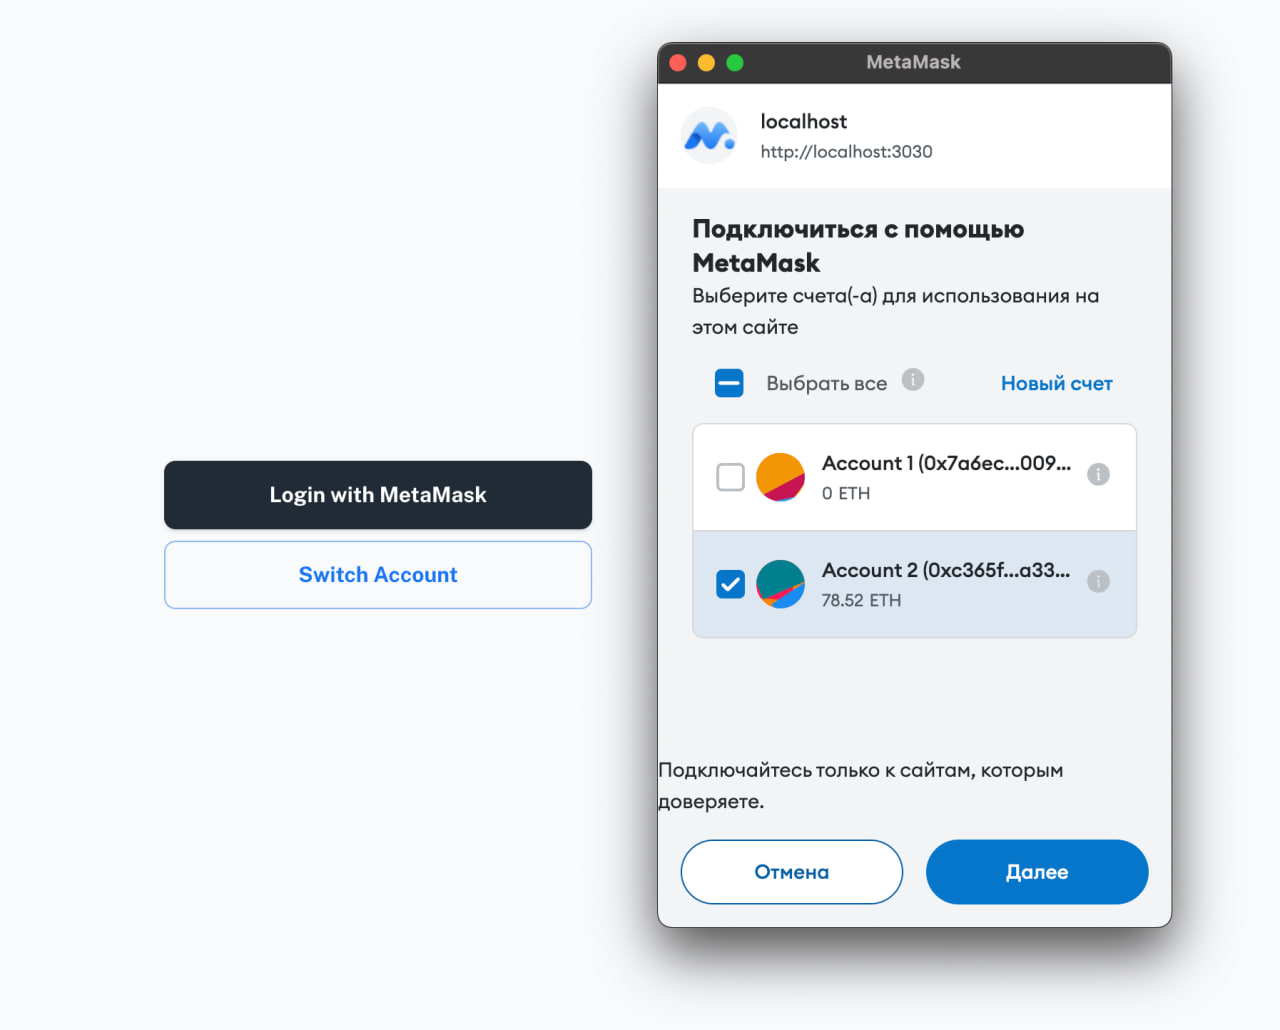 Login with MetaMask
Switch Account
MetaMask
localhost
http://localhost:3030
Подключиться с помощью
MetaMask
Выберите счета(-а) для использования на
этом сайте
Выбрать все
Новый счет
Account 1 (0x7a6ec...009...
0 ETH
Account 2 (0xc365f...a33...
78.52 ETH
Подключайтесь только к сайтам, которым
доверяете.
Отмена
Далее